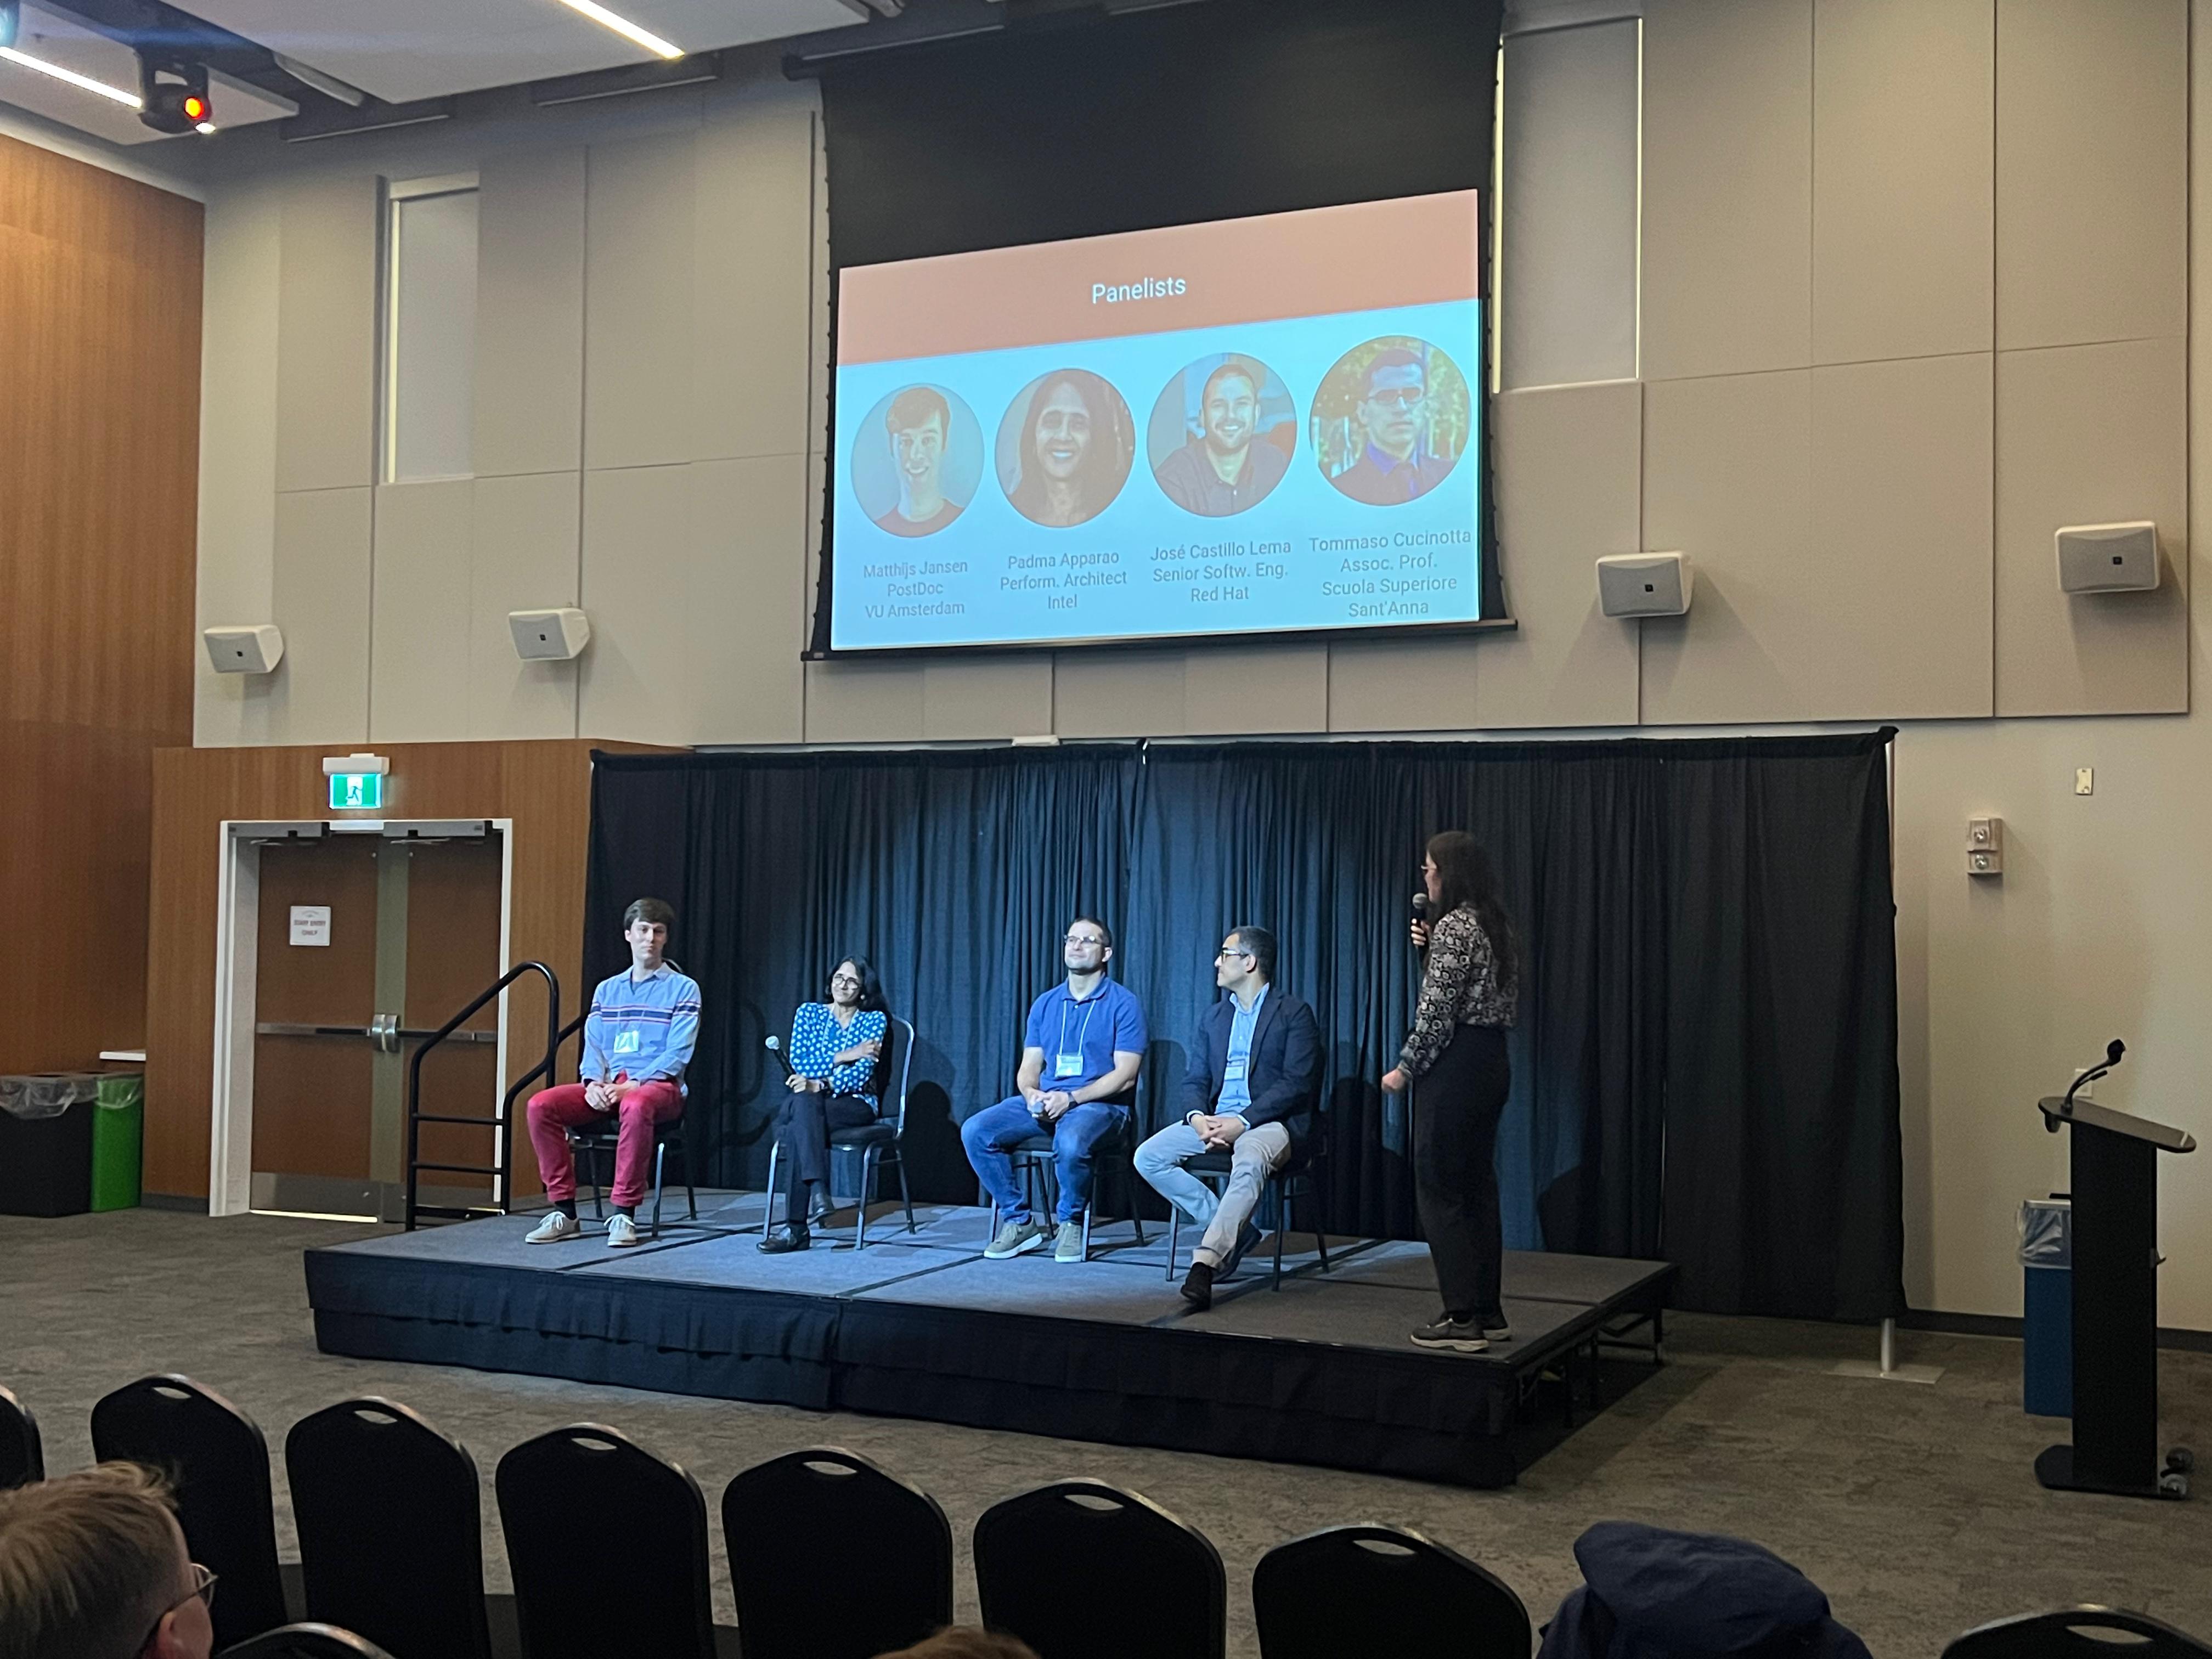 Panelists
Matthijs Jansen
PostDoc
VU Amsterdam
Padma Apparao
Perform. Architect
Intel
José Castillo Lema
Senior Softw. Eng.
Red Hat
Tommaso Cucinotta
Assoc. Prof.
Scuola Superiore
Sant'Anna
ONLY